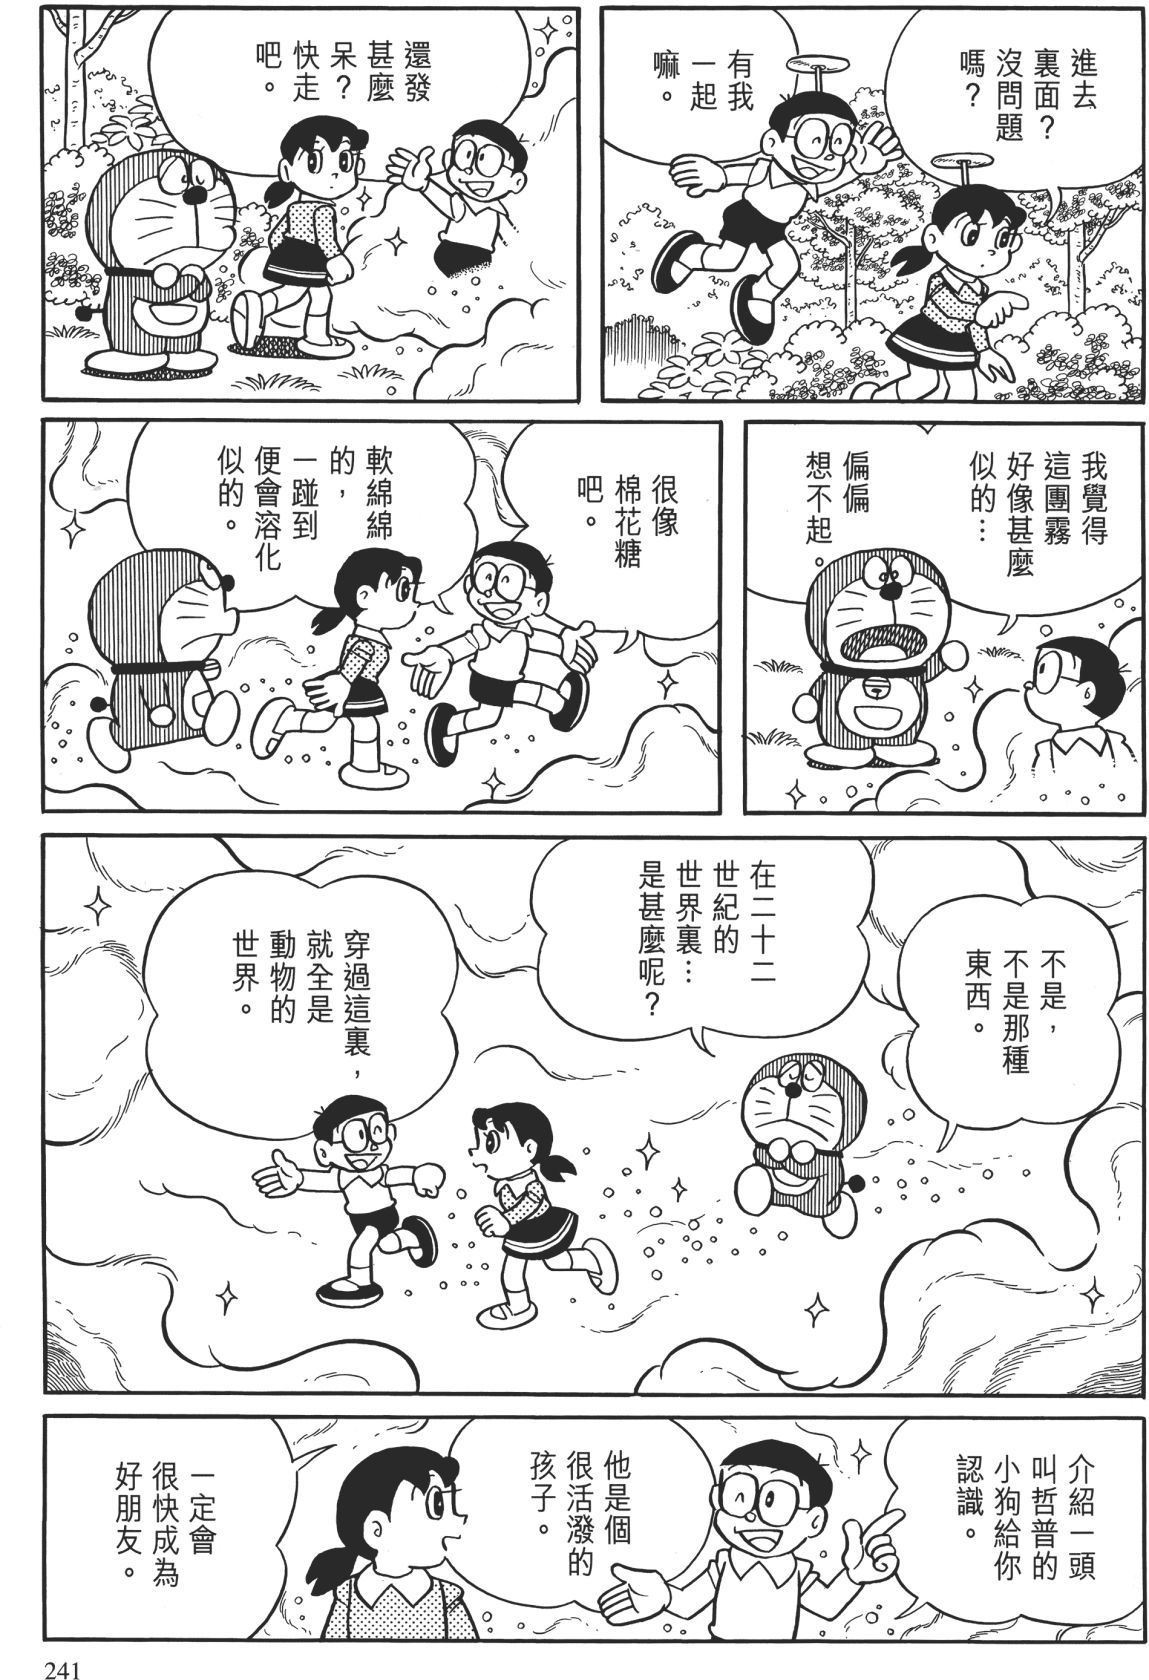 進去
裏面？
沒問題
嗎？
有我
一起
嘛。
還發
甚麼
呆？
快走
吧。
我覺得
這團霧
好像甚麼
似的…
偏偏
想不起。
很像
棉花糖
吧。
軟綿綿
的，
一踫到
便會溶化
似的。
不是，
不是那種
東西。
在二十二
世紀的
世界裏…
是甚麼呢？
穿過這裏，
就全是
動物的
世界。
介紹一頭
叫哲普的
小狗給你
認識。
他是個
很活潑的
孩子。
一定會
很快成為
好朋友。
241